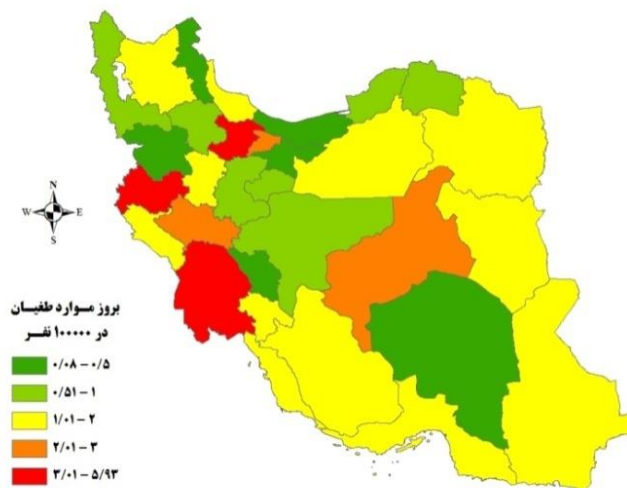 N
W E
S
بروز موارد طغیان
در ۱۰۰۰۰۰ نفر
۰/۰۸ – ۰/۵
۰/۵۱ – ۱
۱/۰۱ – ۲
۲/۰۱ – ۳
۳/۰۱ – ۵/۹۳